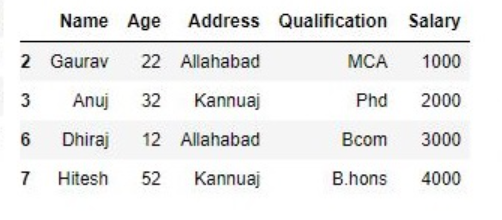 Name Age Address Qualification Salary
2 Gaurav 22 Allahabad MCA 1000
3 Anuj 32 Kannuaj Phd 2000
6 Dhiraj 12 Allahabad Bcom 3000
7 Hitesh 52 Kannuaj B.hons 4000